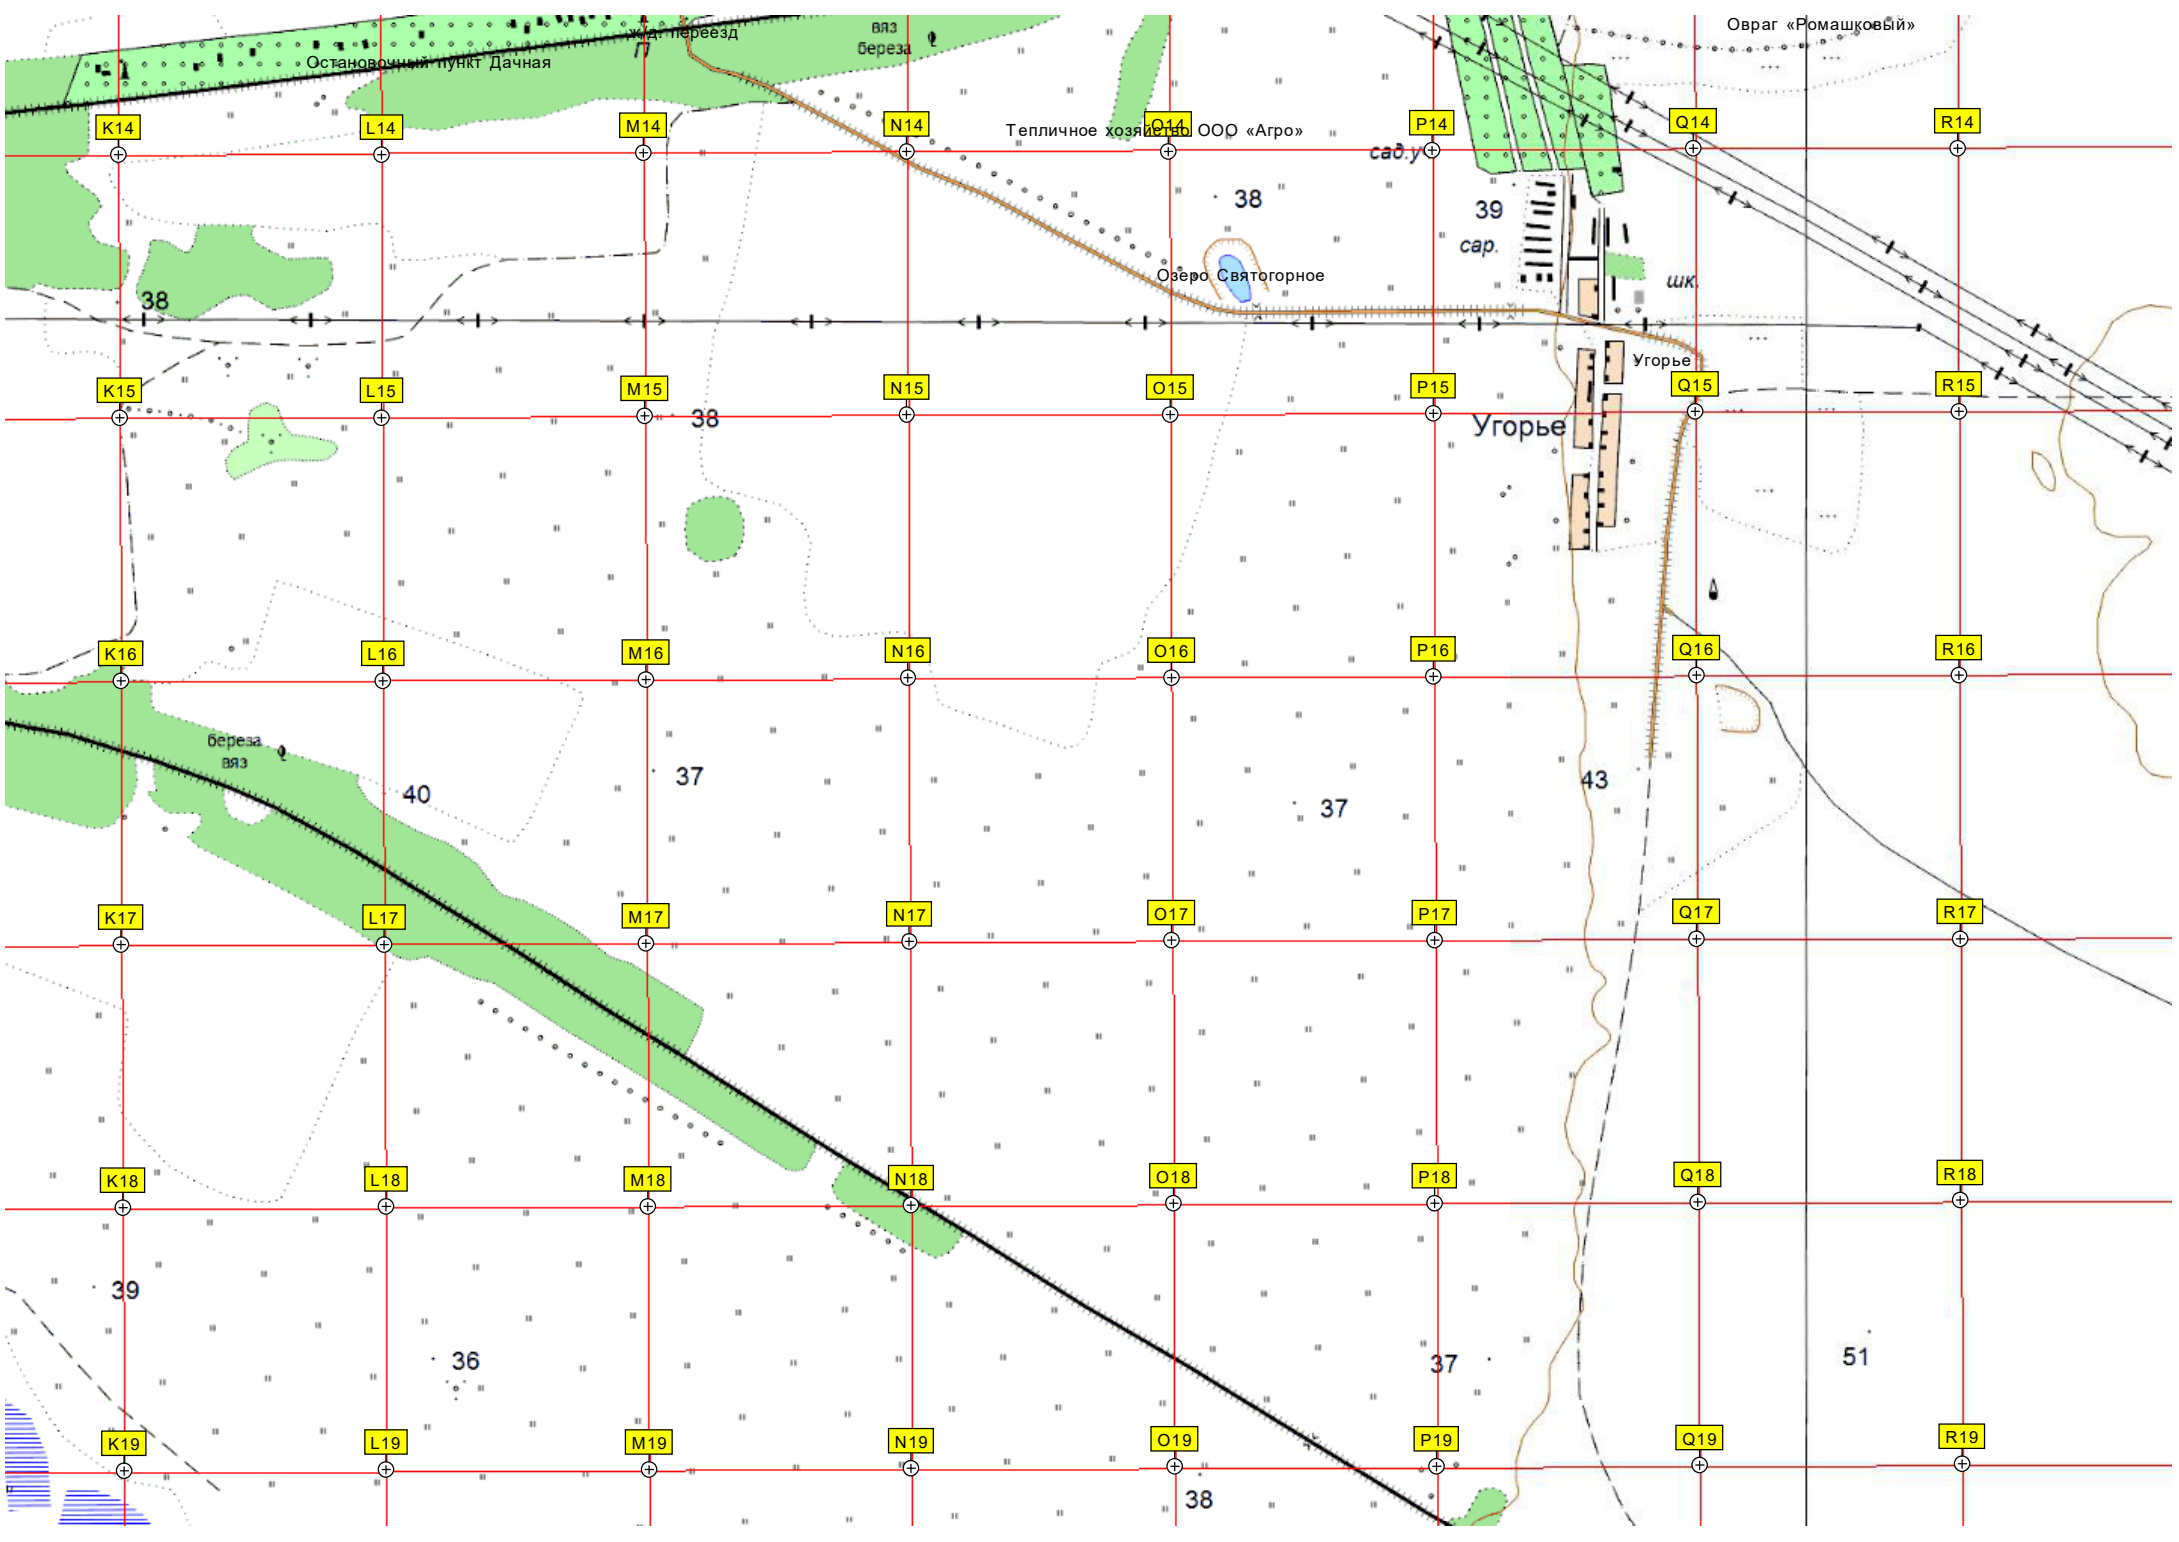 Овраг «Ромашковый»
вяз
береза
ж.д. переезд
П
Остановочный пункт Дачная
K14
L14
M14
N14
Тепличное хозяйство ООО «Агро»
O14
P14
Q14
R14
сад.уч
38
39
сар.
Озеро Святогорное
шк.
38
Угорье
K15
L15
M15
N15
O15
P15
Q15
R15
38
Угорье
K16
L16
M16
N16
O16
P16
Q16
R16
береза
вяз
40
37
37
43
K17
L17
M17
N17
O17
P17
Q17
R17
K18
L18
M18
N18
O18
P18
Q18
R18
39
36
37
51
K19
L19
M19
N19
O19
P19
Q19
R19
38